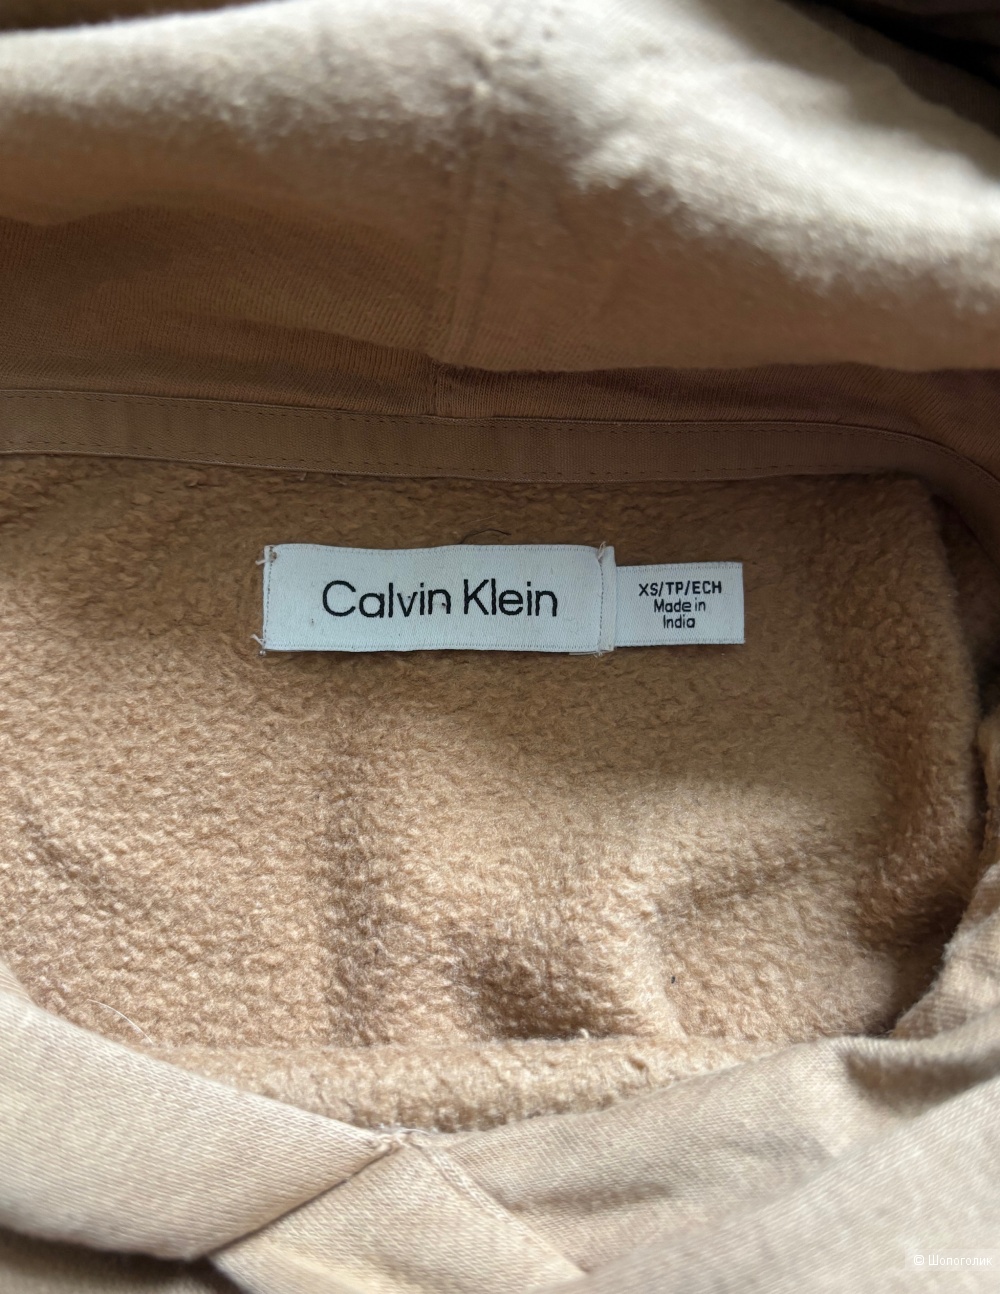 Calvin Klein
XS/TP/ECH
Made in
India
© Шопоголик